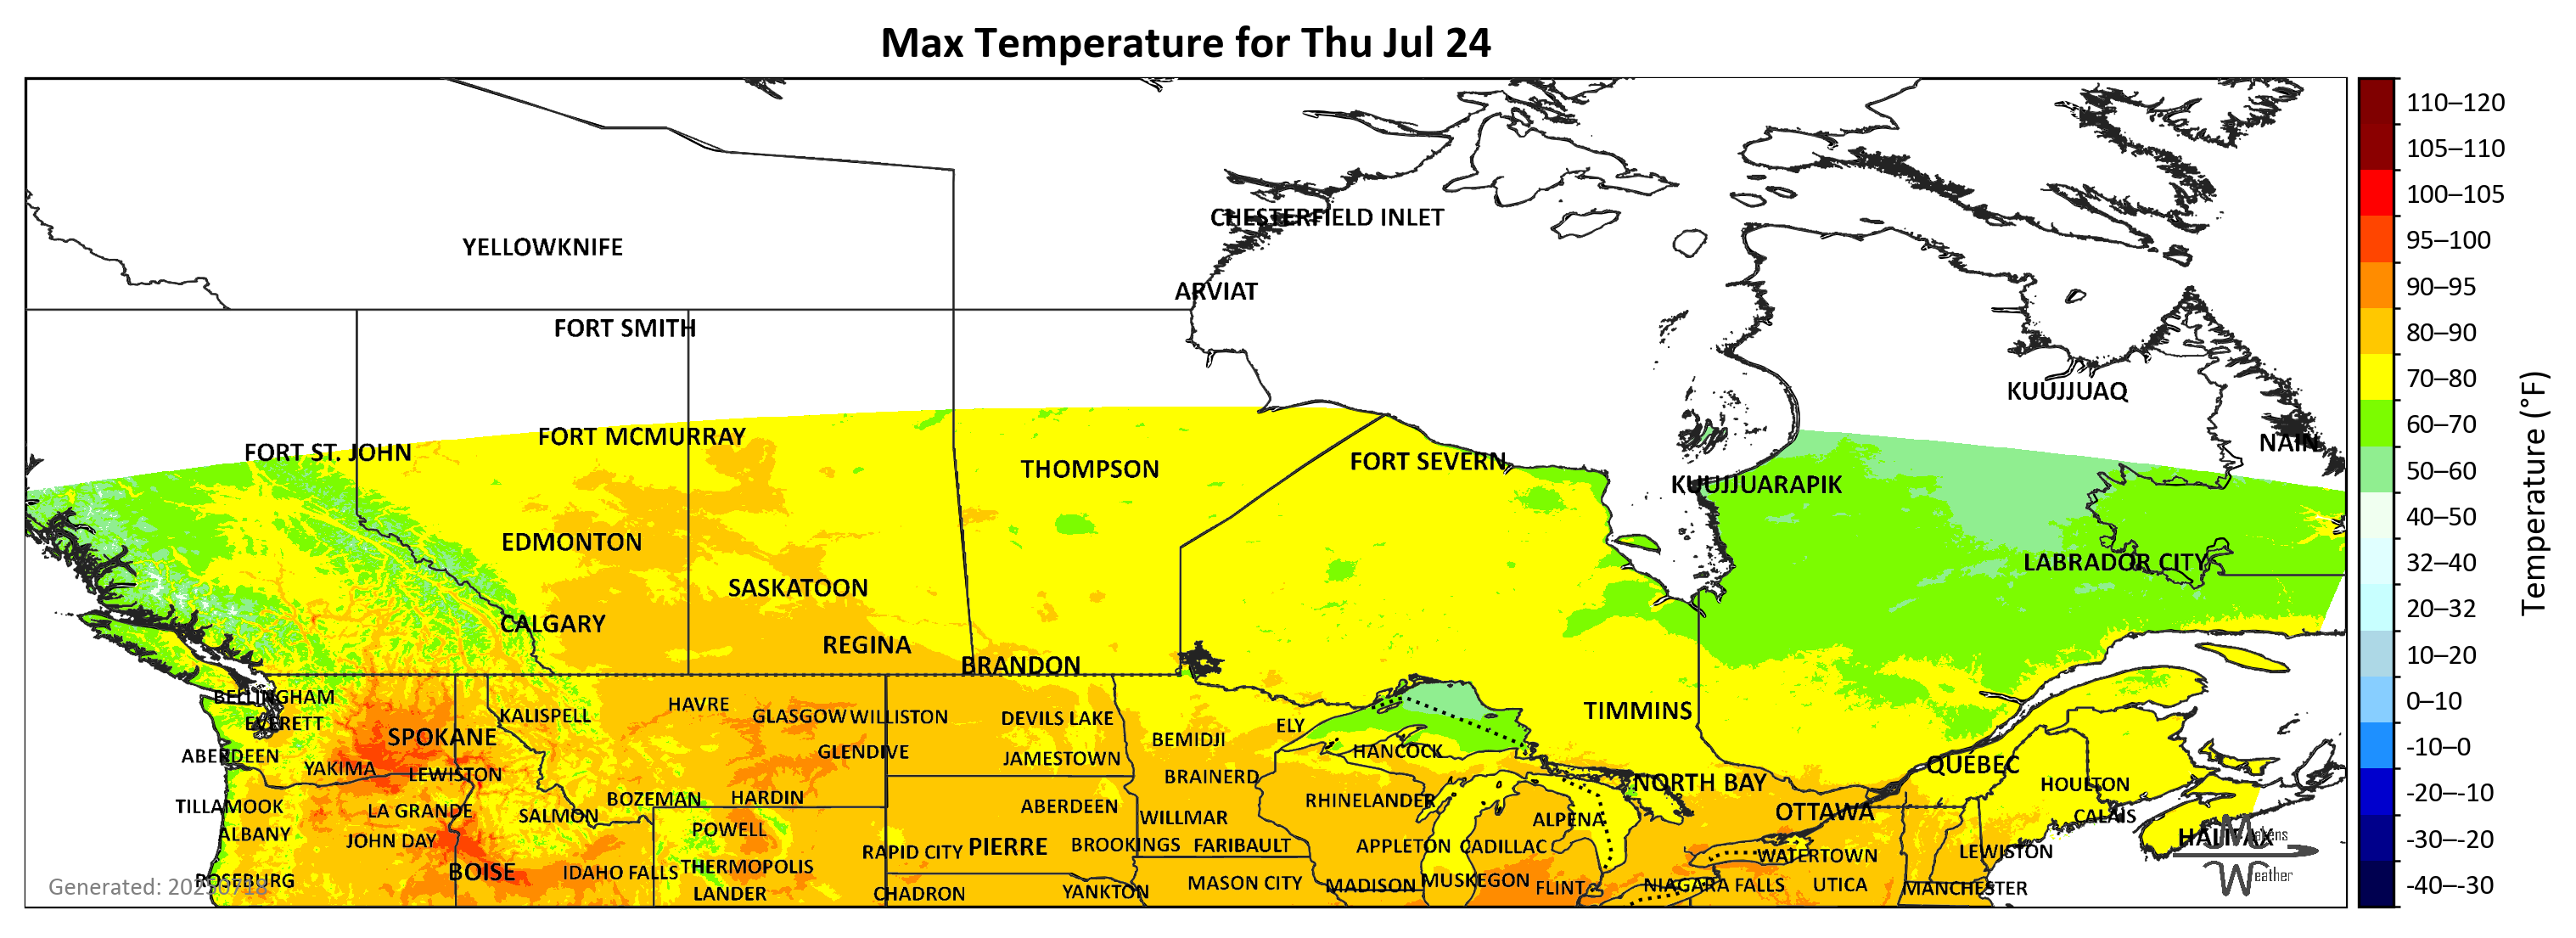 Max Temperature for Thu Jul 24
110–120
105–110
100–105
95–100
90–95
80–90
70–80
60–70
50–60
40–50
32–40
20–32
10–20
0–10
-10–0
-20–-10
-30–-20
-40–-30
Temperature (°F)
CHESTERFIELD INLET
YELLOWKNIFE
ARVIAT
FORT SMITH
KUUJJUAQ
FORT MCMURRAY
NAIN
FORT ST. JOHN
FORT SEVERN
THOMPSON
KUUJJUARAPIK
EDMONTON
LABRADOR CITY
SASKATOON
CALGARY
REGINA
BRANDON
BELLINGHAM
HAVRE
TIMMINS
KALISPELL
GLASGOW
WILLISTON
DEVILS LAKE
EVERETT
ELY
SPOKANE
BEMIDJI
GLENDIVE
HANCOCK
ABERDEEN
JAMESTOWN
QUÉBEC
YAKIMA
LEWISTON
BRAINERD
NORTH BAY
HOULTON
BOZEMAN
HARDIN
RHINELANDER
TILLAMOOK
ABERDEEN
LA GRANDE
OTTAWA
SALMON
WILLMAR
CALAIS
ALPENA
POWELL
ALBANY
HALIFAX
JOHN DAY
BROOKINGS
FARIBAULT
APPLETON
CADILLAC
PIERRE
RAPID CITY
LEWISTON
WATERTOWN
THERMOPOLIS
BOISE
IDAHO FALLS
ROSEBURG
MUSKEGON
MASON CITY
MADISON
FLINT
NIAGARA FALLS
UTICA
MANCHESTER
LANDER
CHADRON
YANKTON
Generated: 20250718
Makens
Weather